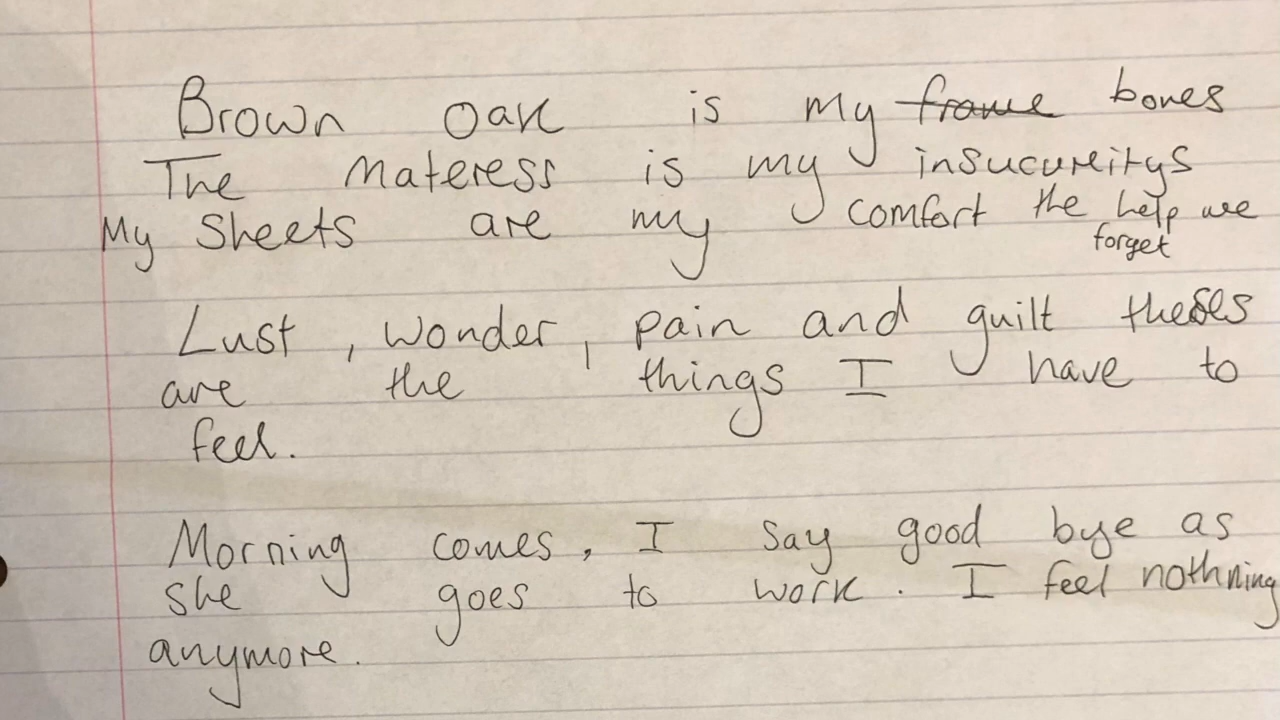 Brown oak is my ~~frame~~ bones
The materess is my insucureitys
My Sheets are my comfort the help we
forget
Lust, wonder, pain and guilt theses
are the things I have to
feel.
Morning comes, I say good bye as
she goes to work. I feel nothning
anymore.